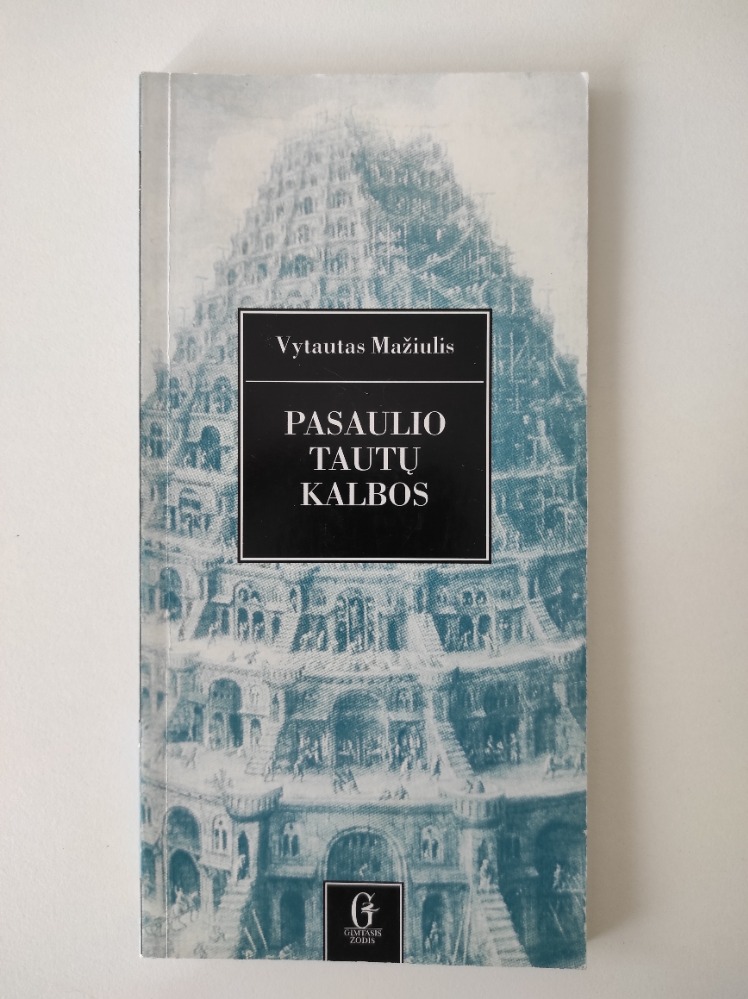 Vytautas Mažiulis
PASAULIO
TAUTŲ
KALBOS
G
GIMTASIS
ŽODIS